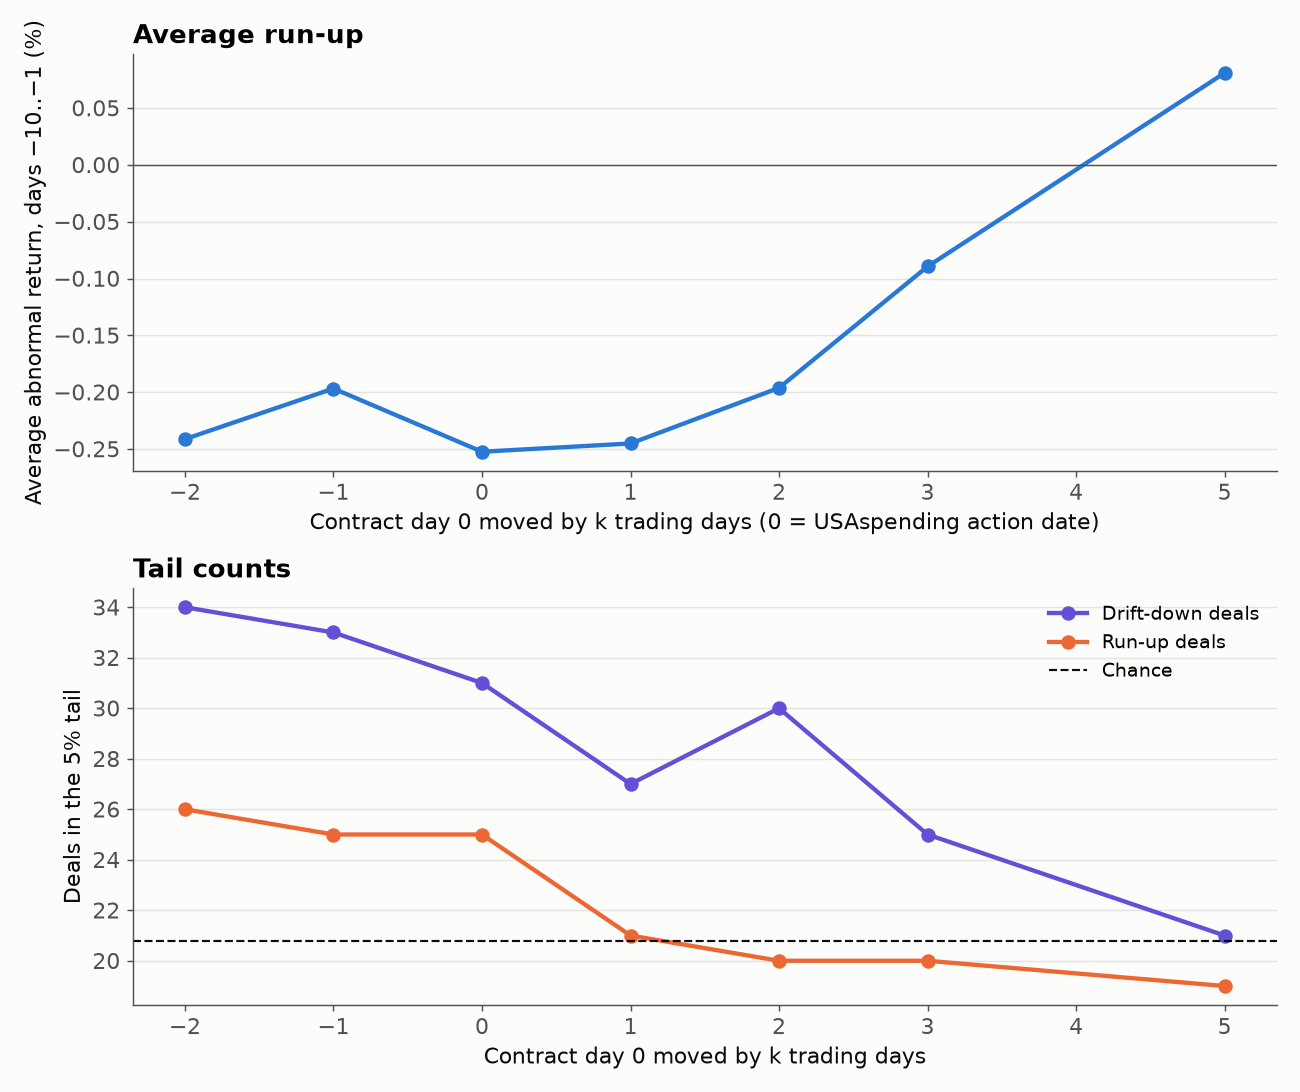 Average run-up
Average abnormal return, days −10..−1 (%)
0.05
0.00
−0.05
−0.10
−0.15
−0.20
−0.25
−2 −1 0 1 2 3 4 5
Contract day 0 moved by k trading days (0 = USAspending action date)
Tail counts
Deals in the 5% tail
34
32
30
28
26
24
22
20
Drift-down deals
Run-up deals
Chance
−2 −1 0 1 2 3 4 5
Contract day 0 moved by k trading days